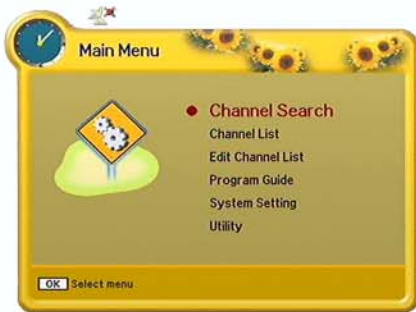 Main Menu
Channel Search
Channel List
Edit Channel List
Program Guide
System Setting
Utility
OK Select menu